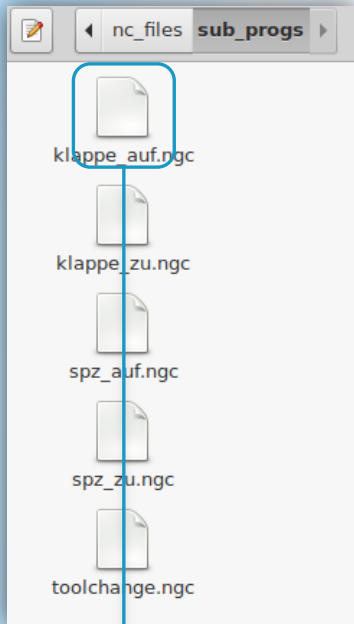 nc_files sub_progs
klappe_auf.ngc
klappe_zu.ngc
spz_auf.ngc
spz_zu.ngc
toolchange.ngc